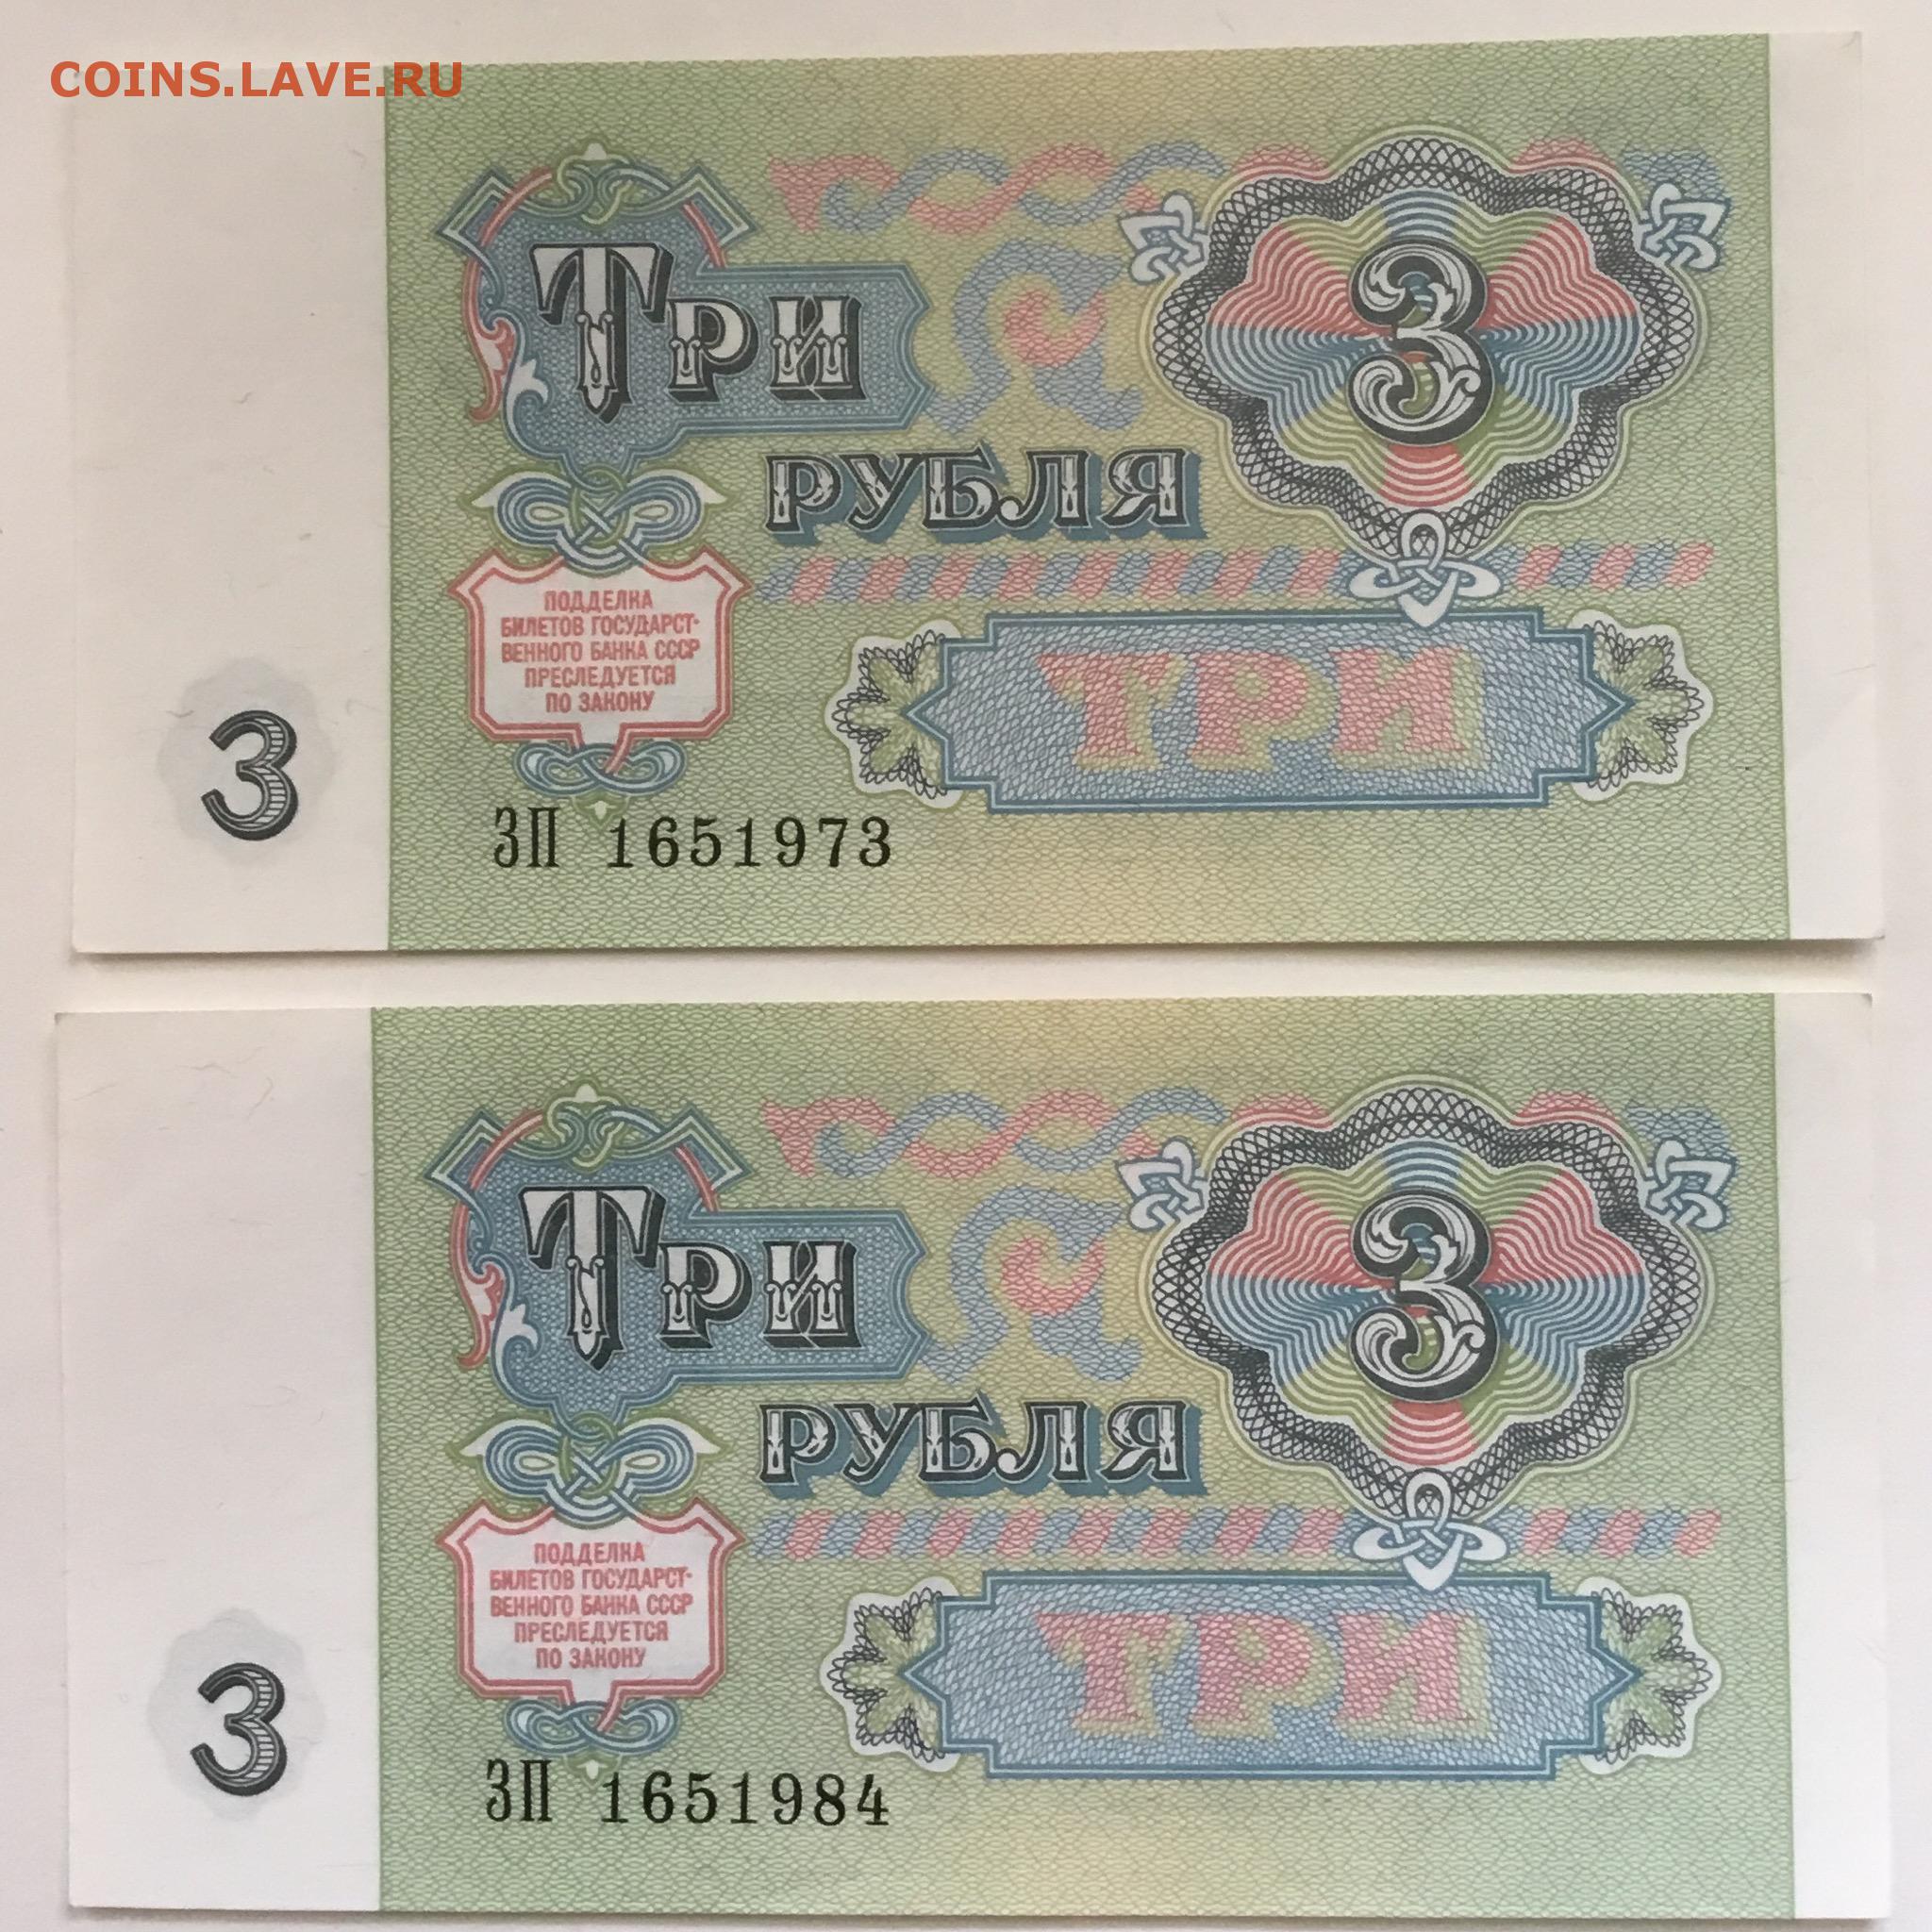 COINS.LAVE.RU
ТРИ
3
РУБЛЯ
ПОДДЕЛКА
БИЛЕТОВ ГОСУДАРСТ-
ВЕННОГО БАНКА СССР
ПРЕСЛЕДУЕТСЯ
ПО ЗАКОНУ
ТРИ
3
ЗП 1651973
ТРИ
3
РУБЛЯ
ПОДДЕЛКА
БИЛЕТОВ ГОСУДАРСТ-
ВЕННОГО БАНКА СССР
ПРЕСЛЕДУЕТСЯ
ПО ЗАКОНУ
ТРИ
3
ЗП 1651984